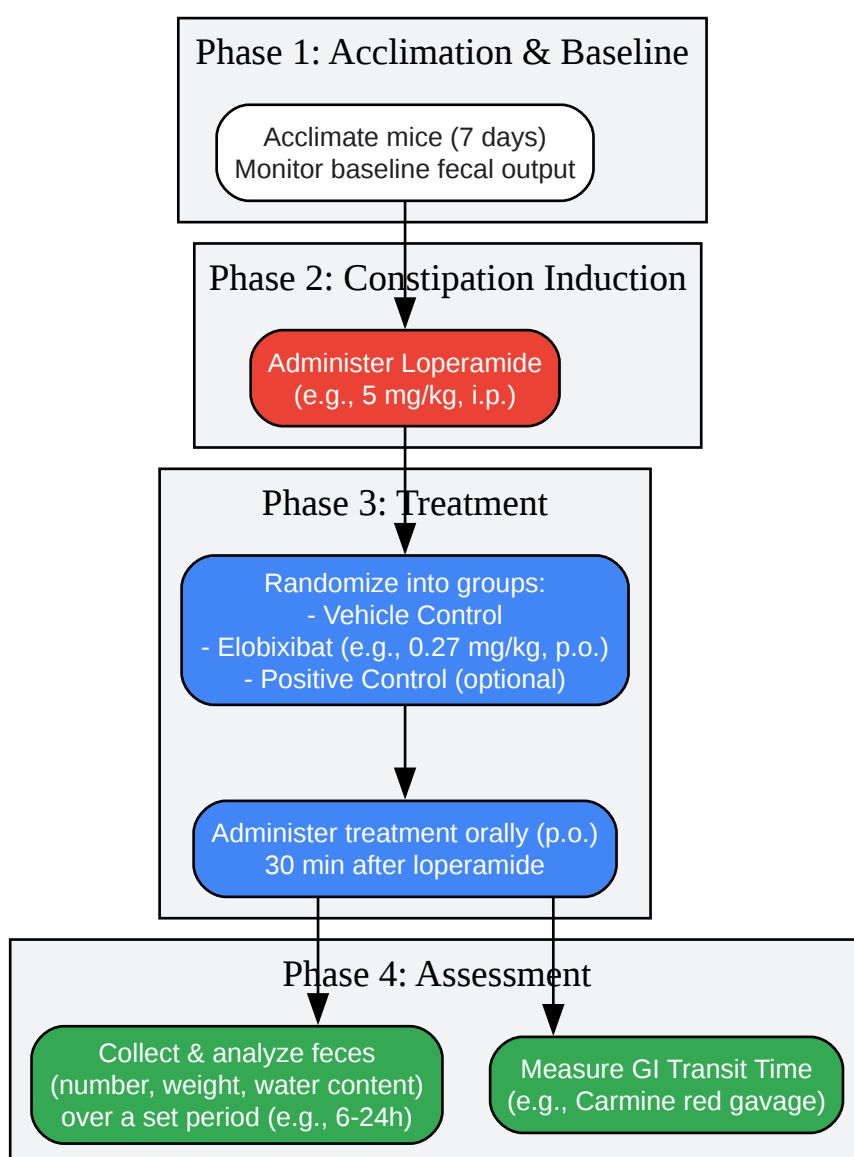 Phase 1: Acclimation & Baseline
Acclimate mice (7 days)
Monitor baseline fecal output
Phase 2: Constipation Induction
Administer Loperamide
(e.g., 5 mg/kg, i.p.)
Phase 3: Treatment
Randomize into groups:
- Vehicle Control
- Elobixibat (e.g., 0.27 mg/kg, p.o.)
- Positive Control (optional)
Administer treatment orally (p.o.)
30 min after loperamide
Phase 4: Assessment
Collect & analyze feces
(number, weight, water content)
over a set period (e.g., 6-24h)
Measure GI Transit Time
(e.g., Carmine red gavage)